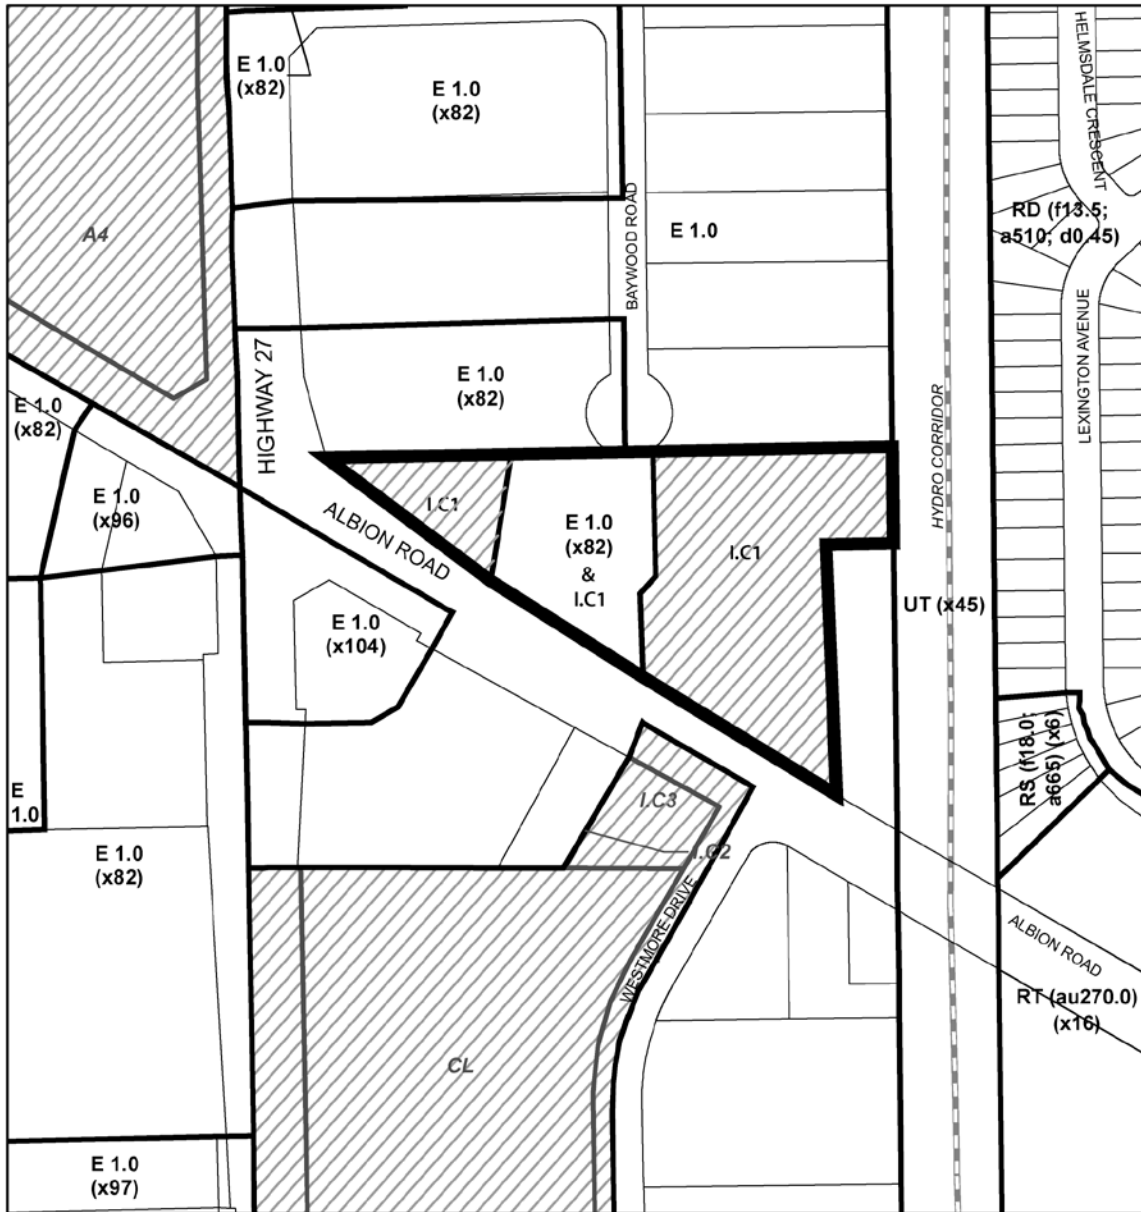 E 1.0
(x82)
E 1.0
(x82)
HELMSDALE CRESCENT
A4
BAYWOOD ROAD
E 1.0
RD (f13.5;
a510; d0.45)
LEXINGTON AVENUE
HIGHWAY 27
E 1.0
(x82)
E 1.0
(x82)
HYDRO CORRIDOR
E 1.0
(x96)
ALBION ROAD
I.C1
E 1.0
(x82)
&
I.C1
I.C1
UT (x45)
E 1.0
(x104)
RS (f18.0;
a665) (x6)
E
1.0
I.C3
I.C2
E 1.0
(x82)
WESTMORE DRIVE
ALBION ROAD
RT (au270.0)
(x16)
CL
E 1.0
(x97)